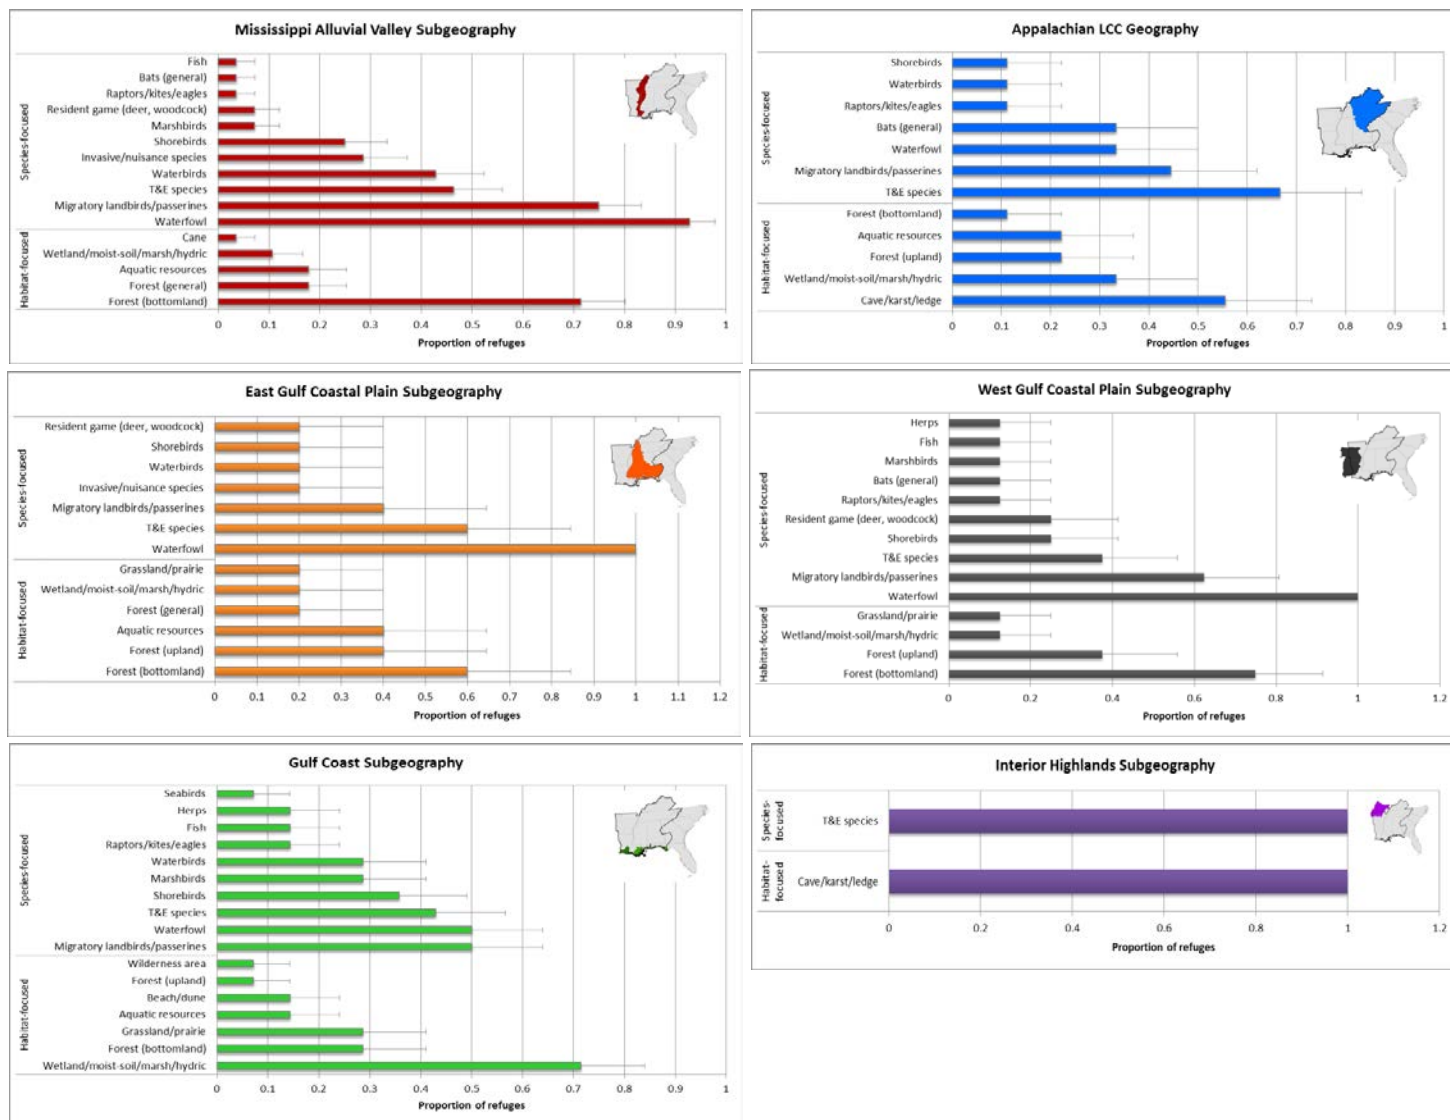 Mississippi Alluvial Valley Subgeography
Species-focused
Fish
Bats (general)
Raptors/kites/eagles
Resident game (deer, woodcock)
Marshbirds
Shorebirds
Invasive/nuisance species
Waterbirds
T&E species
Migratory landbirds/passerines
Waterfowl
Habitat-focused
Cane
Wetland/moist-soil/marsh/hydric
Aquatic resources
Forest (general)
Forest (bottomland)
0 0.1 0.2 0.3 0.4 0.5 0.6 0.7 0.8 0.9 1
Proportion of refuges
Appalachian LCC Geography
Species-focused
Shorebirds
Waterbirds
Raptors/kites/eagles
Bats (general)
Waterfowl
Migratory landbirds/passerines
T&E species
Habitat-focused
Forest (bottomland)
Aquatic resources
Forest (upland)
Wetland/moist-soil/marsh/hydric
Cave/karst/ledge
0 0.1 0.2 0.3 0.4 0.5 0.6 0.7 0.8 0.9 1
Proportion of refuges
East Gulf Coastal Plain Subgeography
Species-focused
Resident game (deer, woodcock)
Shorebirds
Waterbirds
Invasive/nuisance species
Migratory landbirds/passerines
T&E species
Waterfowl
Habitat-focused
Grassland/prairie
Wetland/moist-soil/marsh/hydric
Forest (general)
Aquatic resources
Forest (upland)
Forest (bottomland)
0 0.1 0.2 0.3 0.4 0.5 0.6 0.7 0.8 0.9 1 1.1 1.2
Proportion of refuges
West Gulf Coastal Plain Subgeography
Species-focused
Herps
Fish
Marshbirds
Bats (general)
Raptors/kites/eagles
Resident game (deer, woodcock)
Shorebirds
T&E species
Migratory landbirds/passerines
Waterfowl
Habitat-focused
Grassland/prairie
Wetland/moist-soil/marsh/hydric
Forest (upland)
Forest (bottomland)
0 0.2 0.4 0.6 0.8 1 1.2
Proportion of refuges
Gulf Coast Subgeography
Species-focused
Seabirds
Herps
Fish
Raptors/kites/eagles
Waterbirds
Marshbirds
Shorebirds
T&E species
Waterfowl
Migratory landbirds/passerines
Habitat-focused
Wilderness area
Forest (upland)
Beach/dune
Aquatic resources
Grassland/prairie
Forest (bottomland)
Wetland/moist-soil/marsh/hydric
0 0.1 0.2 0.3 0.4 0.5 0.6 0.7 0.8 0.9 1
Proportion of refuges
Interior Highlands Subgeography
Species-
focused
T&E species
Habitat-
focused
Cave/karst/ledge
0 0.2 0.4 0.6 0.8 1 1.2
Proportion of refuges